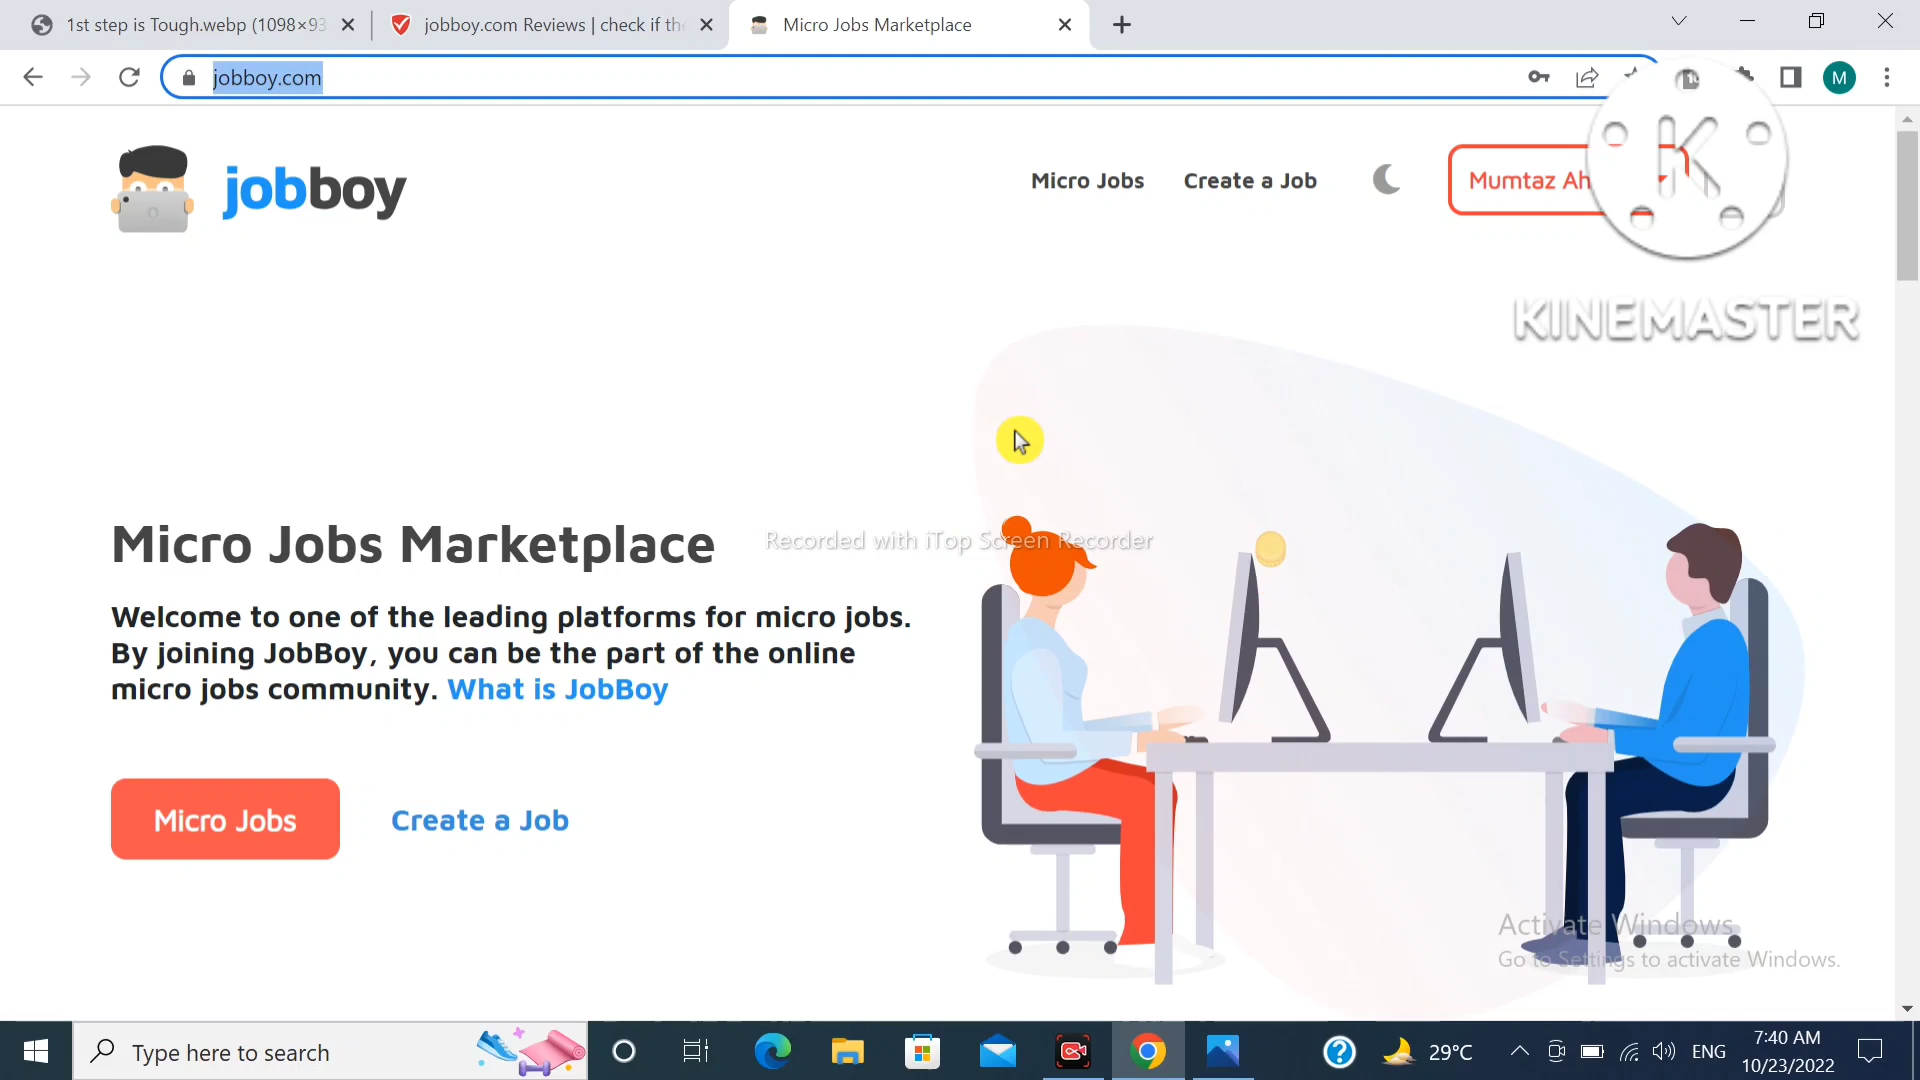 1st step is Tough.webp (1098×93
jobboy.com Reviews | check if the
Micro Jobs Marketplace
jobboy.com
M
jobboy
Micro Jobs
Create a Job
Mumtaz Ah
K
KINEMASTER
Micro Jobs Marketplace
Recorded with iTop Screen Recorder
Welcome to one of the leading platforms for micro jobs.
By joining JobBoy, you can be the part of the online
micro jobs community. What is JobBoy
Micro Jobs
Create a Job
Activate Windows
Go to Settings to activate Windows.
Type here to search
29°C
ENG
7:40 AM
10/23/2022